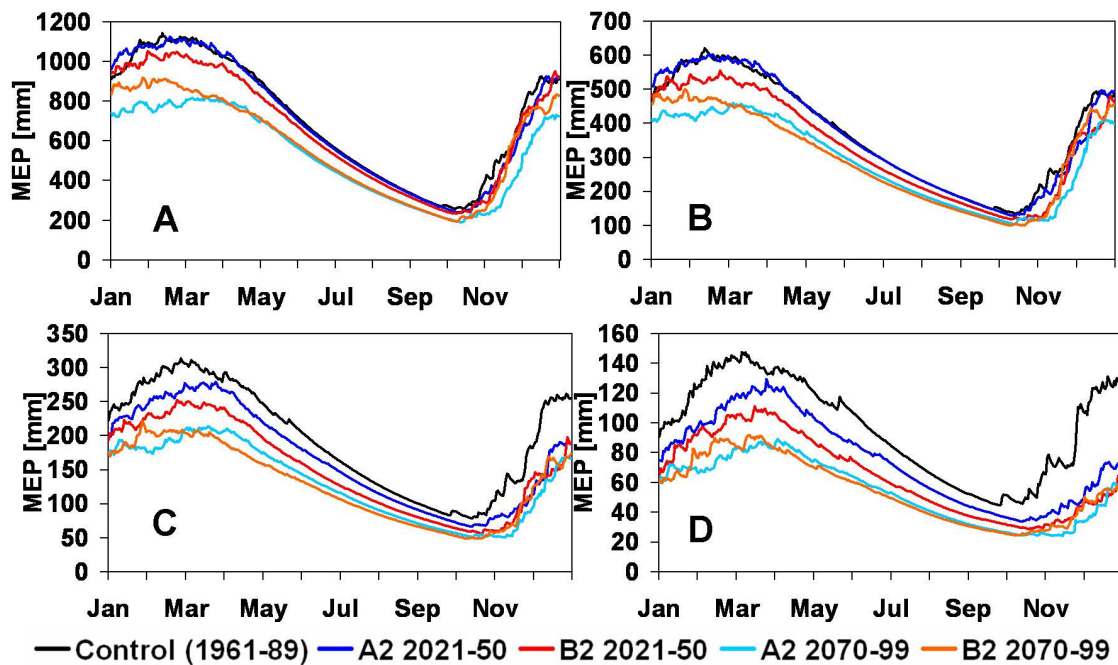 MEP [mm]
1200
1000
800
600
400
200
0
A
Jan Mar May Jul Sep Nov
MEP [mm]
700
600
500
400
300
200
100
0
B
Jan Mar May Jul Sep Nov
MEP [mm]
350
300
250
200
150
100
50
0
C
Jan Mar May Jul Sep Nov
MEP [mm]
160
140
120
100
80
60
40
20
0
D
Jan Mar May Jul Sep Nov
Control (1961-89) A2 2021-50 B2 2021-50 A2 2070-99 B2 2070-99